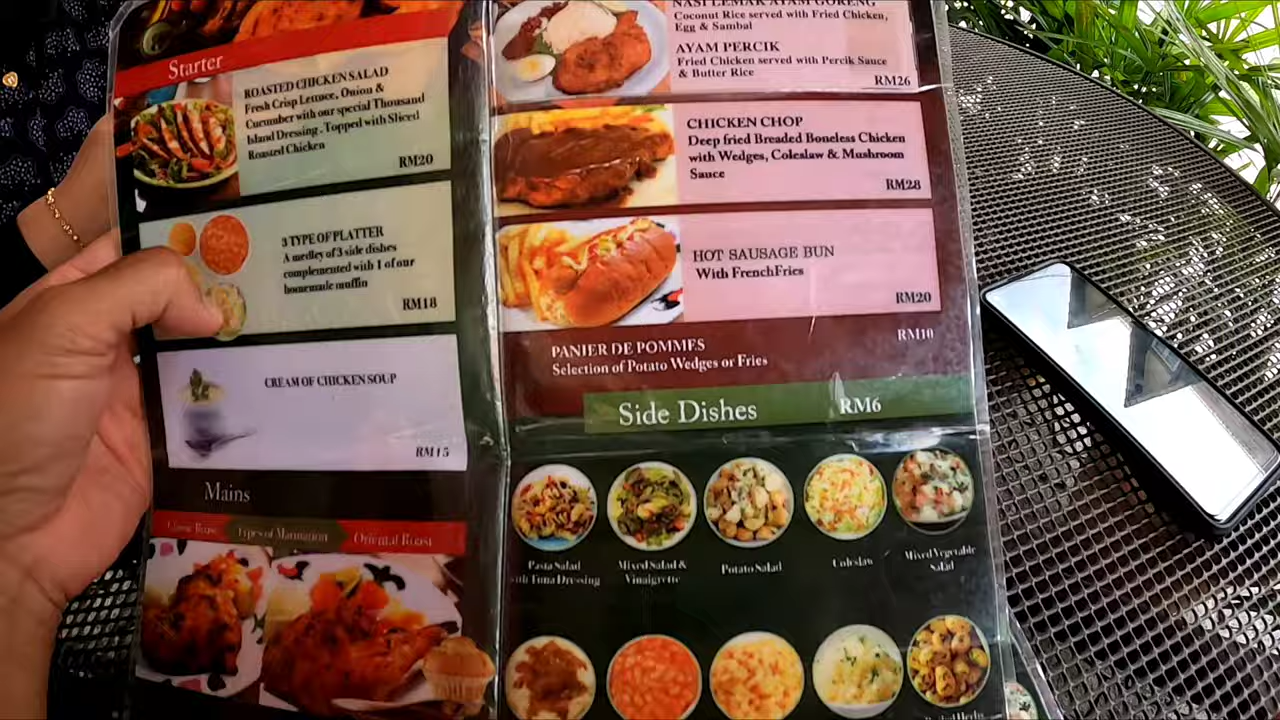 Starter
ROASTED CHICKEN SALAD
Fresh Crisp Lettuce, Onion &
Cucumber with our special Thousand
Island Dressing . Topped with Sliced
Roasted Chicken
RM20
3 TYPE OF PLATTER
A medley of 3 side dishes
complemented with 1 of our
homemade muffin
RM18
CREAM OF CHICKEN SOUP
RM15
Mains
Classic Roast
Types of Marination
Oriental Roast
NASI LEMAK AYAM GORENG
Coconut Rice served with Fried Chicken,
Egg & Sambal
AYAM PERCIK
Fried Chicken served with Percik Sauce
& Butter Rice
RM26
CHICKEN CHOP
Deep fried Breaded Boneless Chicken
with Wedges, Coleslaw & Mushroom
Sauce
RM28
HOT SAUSAGE BUN
With FrenchFries
RM20
PANIER DE POMMES
Selection of Potato Wedges or Fries
RM10
Side Dishes
RM6
Pasta Salad
with Tuna Dressing
Mixed Salad &
Vinaigrette
Potato Salad
Coleslaw
Mixed Vegetable
Salad